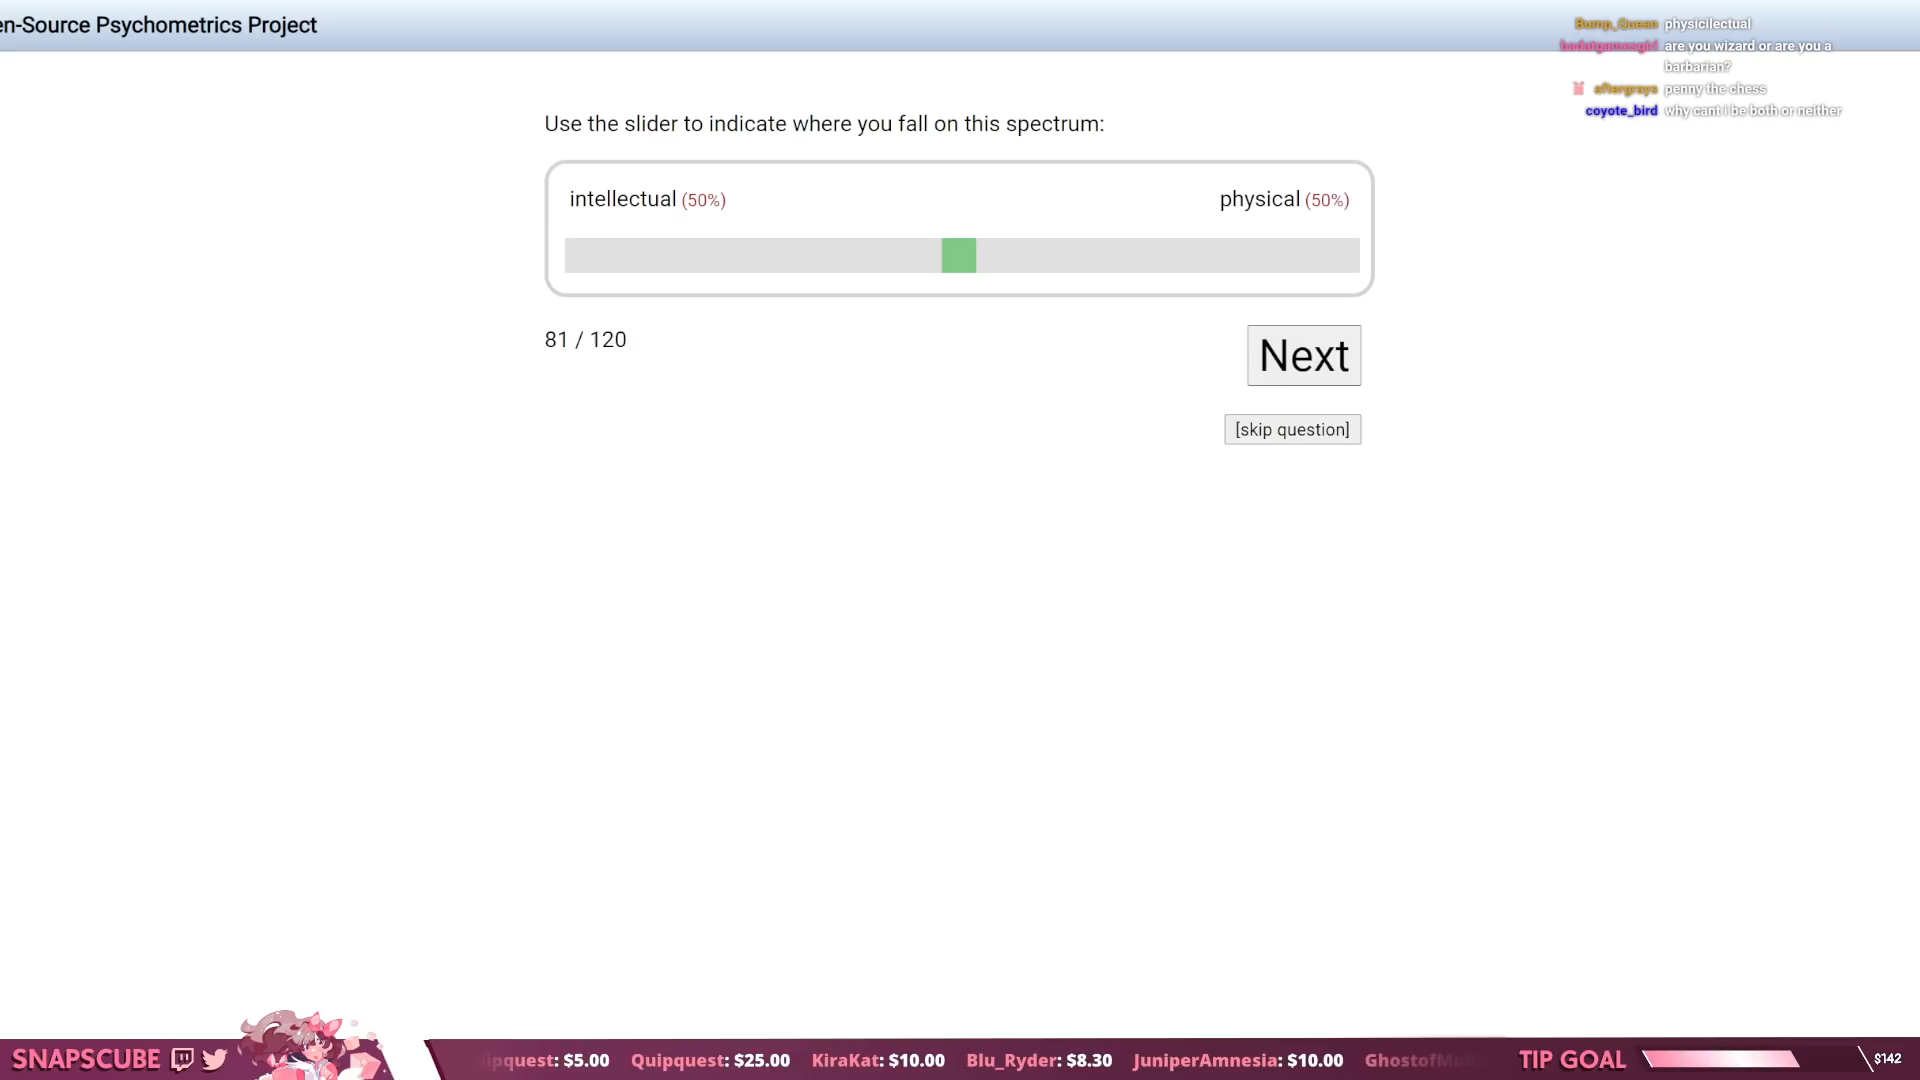 en-Source Psychometrics Project
Bump_Queen physicilectual
badatgamesgirl are you wizard or are you a
barbarian?
aftergrays penny the chess
coyote_bird why cant i be both or neither
Use the slider to indicate where you fall on this spectrum:
intellectual (50%) physical (50%)
81 / 120
Next
[skip question]
SNAPSCUBE
ipquest: $5.00 Quipquest: $25.00 KiraKat: $10.00 Blu_Ryder: $8.30 JuniperAmnesia: $10.00
TIP GOAL $142